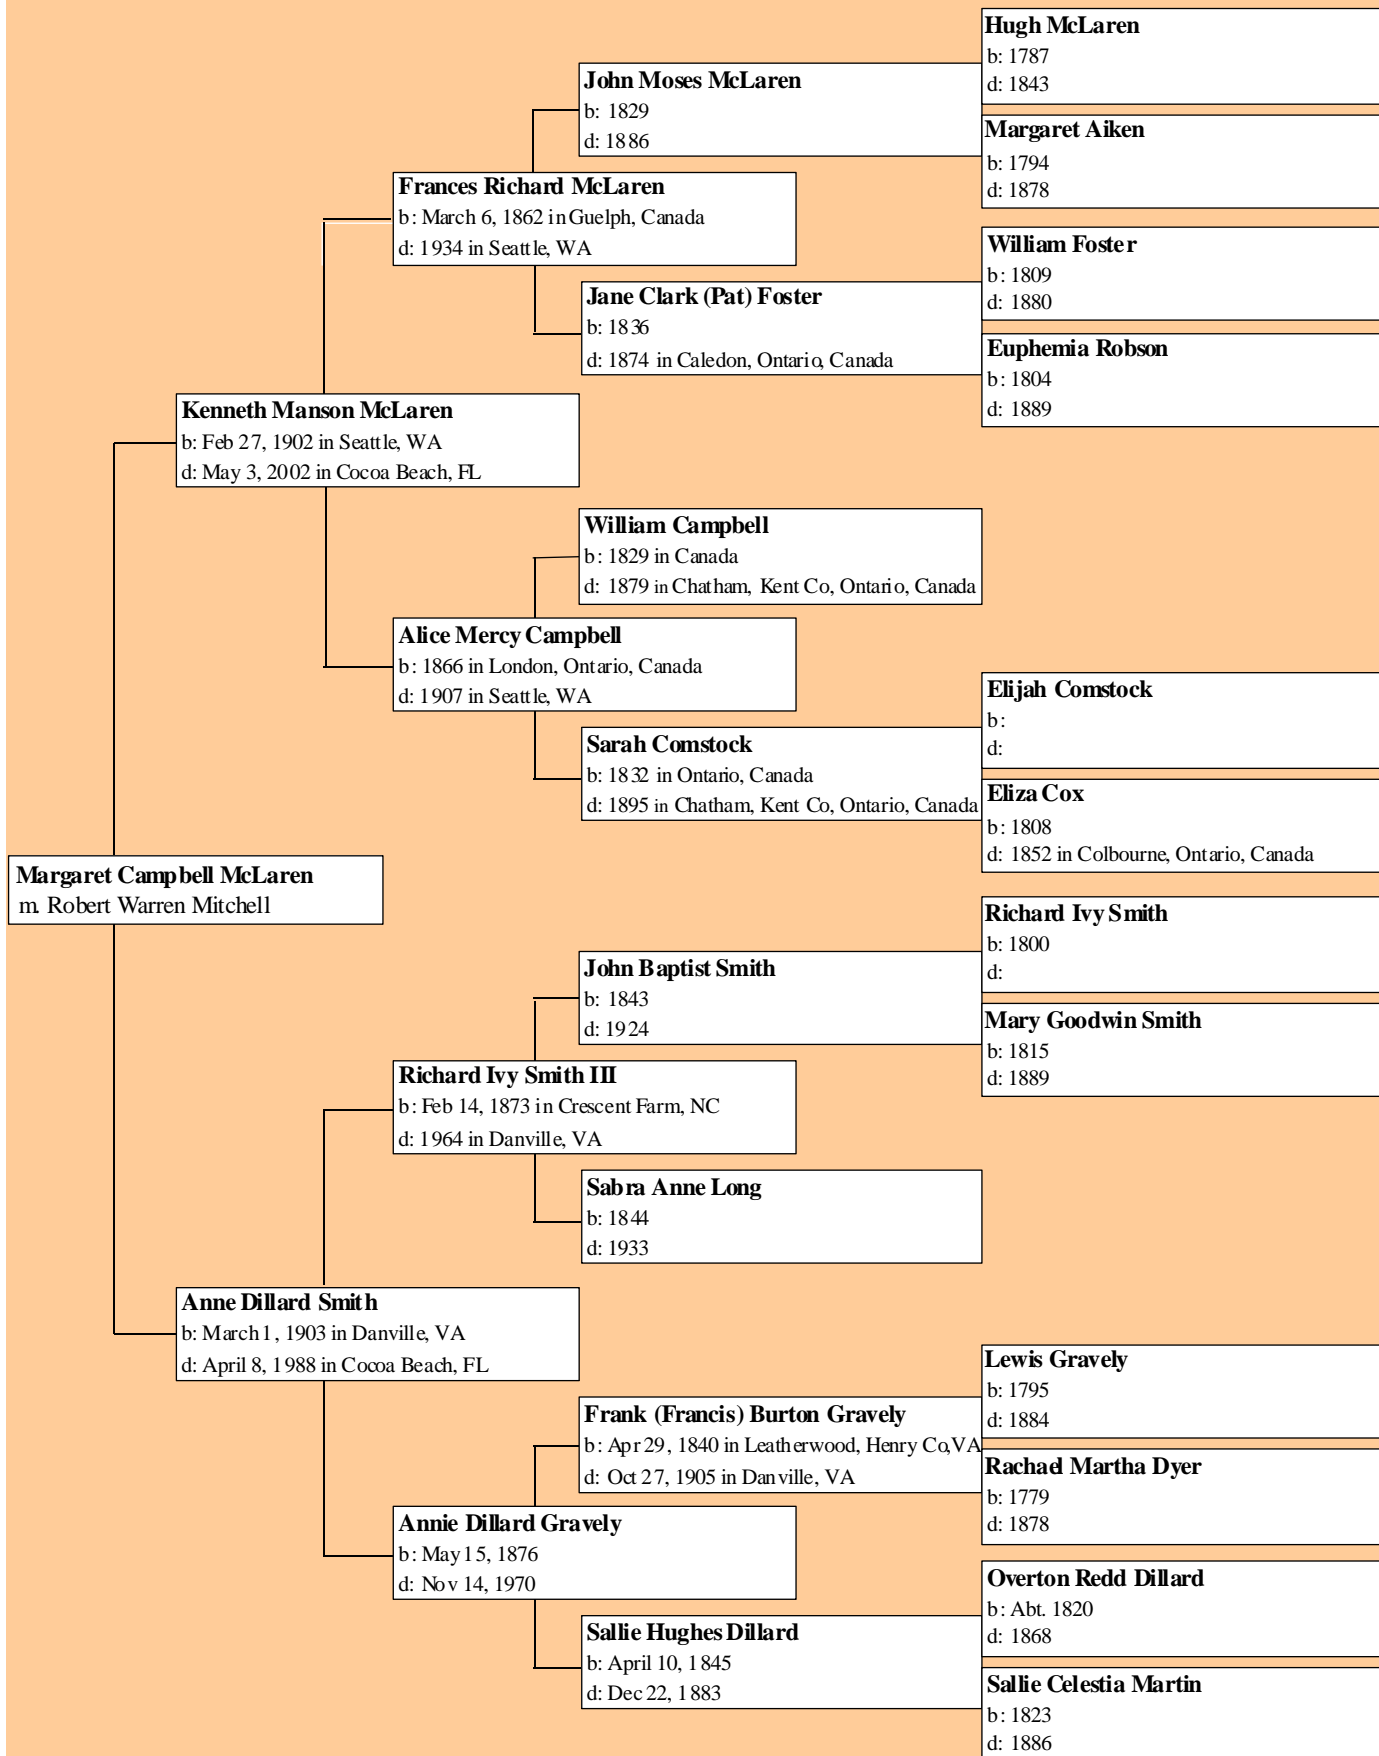 Hugh McLaren
b: 1787
d: 1843
John Moses McLaren
b: 1829
d: 1886
Margaret Aiken
b: 1794
d: 1878
Frances Richard McLaren
b: March 6, 1862 in Guelph, Canada
d: 1934 in Seattle, WA
William Foster
b: 1809
d: 1880
Jane Clark (Pat) Foster
b: 1836
d: 1874 in Caledon, Ontario, Canada
Euphemia Robson
b: 1804
d: 1889
Kenneth Manson McLaren
b: Feb 27, 1902 in Seattle, WA
d: May 3, 2002 in Cocoa Beach, FL
William Campbell
b: 1829 in Canada
d: 1879 in Chatham, Kent Co, Ontario, Canada
Alice Mercy Campbell
b: 1866 in London, Ontario, Canada
d: 1907 in Seattle, WA
Elijah Comstock
b:
d:
Sarah Comstock
b: 1832 in Ontario, Canada
d: 1895 in Chatham, Kent Co, Ontario, Canada
Eliza Cox
b: 1808
d: 1852 in Colbourne, Ontario, Canada
Margaret Campbell McLaren
m. Robert Warren Mitchell
Richard Ivy Smith
b: 1800
d:
John Baptist Smith
b: 1843
d: 1924
Mary Goodwin Smith
b: 1815
d: 1889
Richard Ivy Smith III
b: Feb 14, 1873 in Crescent Farm, NC
d: 1964 in Danville, VA
Sabra Anne Long
b: 1844
d: 1933
Anne Dillard Smith
b: March 1, 1903 in Danville, VA
d: April 8, 1988 in Cocoa Beach, FL
Lewis Gravely
b: 1795
d: 1884
Frank (Francis) Burton Gravely
b: Apr 29, 1840 in Leatherwood, Henry Co,VA
d: Oct 27, 1905 in Danville, VA
Rachael Martha Dyer
b: 1779
d: 1878
Annie Dillard Gravely
b: May 15, 1876
d: Nov 14, 1970
Overton Redd Dillard
b: Abt. 1820
d: 1868
Sallie Hughes Dillard
b: April 10, 1845
d: Dec 22, 1883
Sallie Celestia Martin
b: 1823
d: 1886